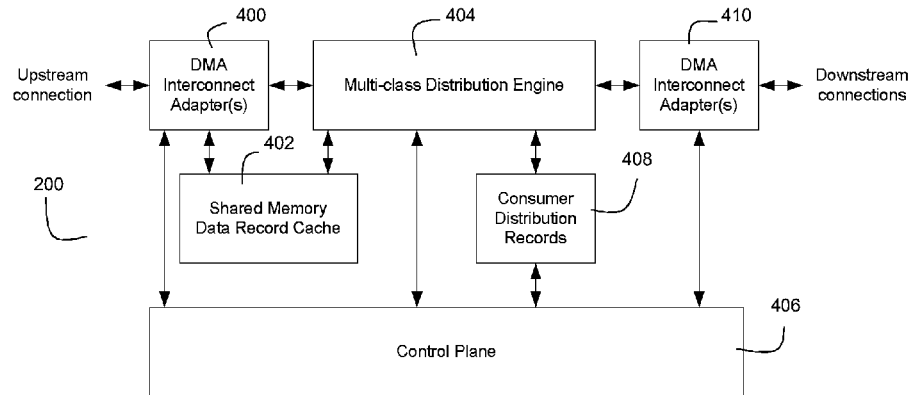 400
404
410
Upstream
connection
DMA
Interconnect
Adapter(s)
Multi-class Distribution Engine
DMA
Interconnect
Adapter(s)
Downstream
connections
402
408
200
Shared Memory
Data Record Cache
Consumer
Distribution
Records
406
Control Plane